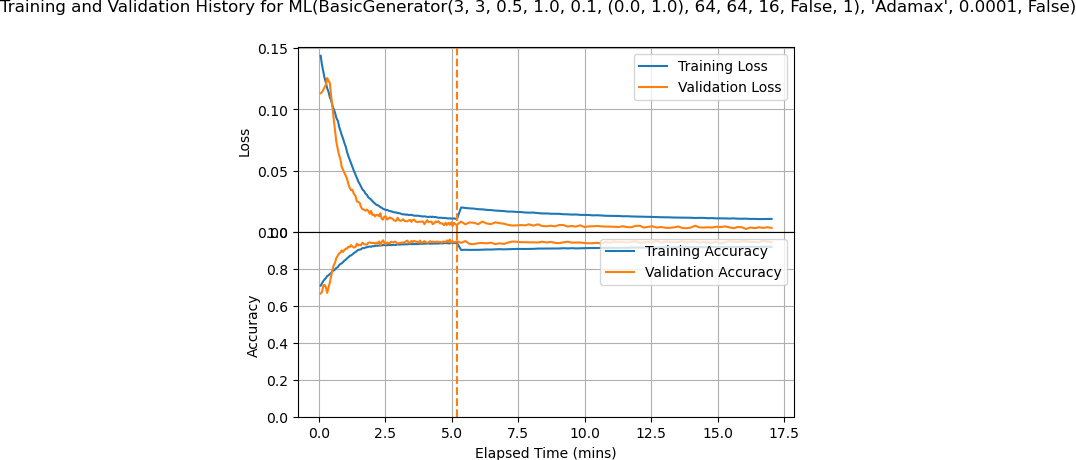 Training and Validation History for ML(BasicGenerator(3, 3, 0.5, 1.0, 0.1, (0.0, 1.0), 64, 64, 16, False, 1), 'Adamax', 0.0001, False)
0.15
Training Loss
Validation Loss
0.10
Loss
0.05
0.00
1.0
Training Accuracy
Validation Accuracy
0.8
0.6
Accuracy
0.4
0.2
0.0
0.0 2.5 5.0 7.5 10.0 12.5 15.0 17.5
Elapsed Time (mins)